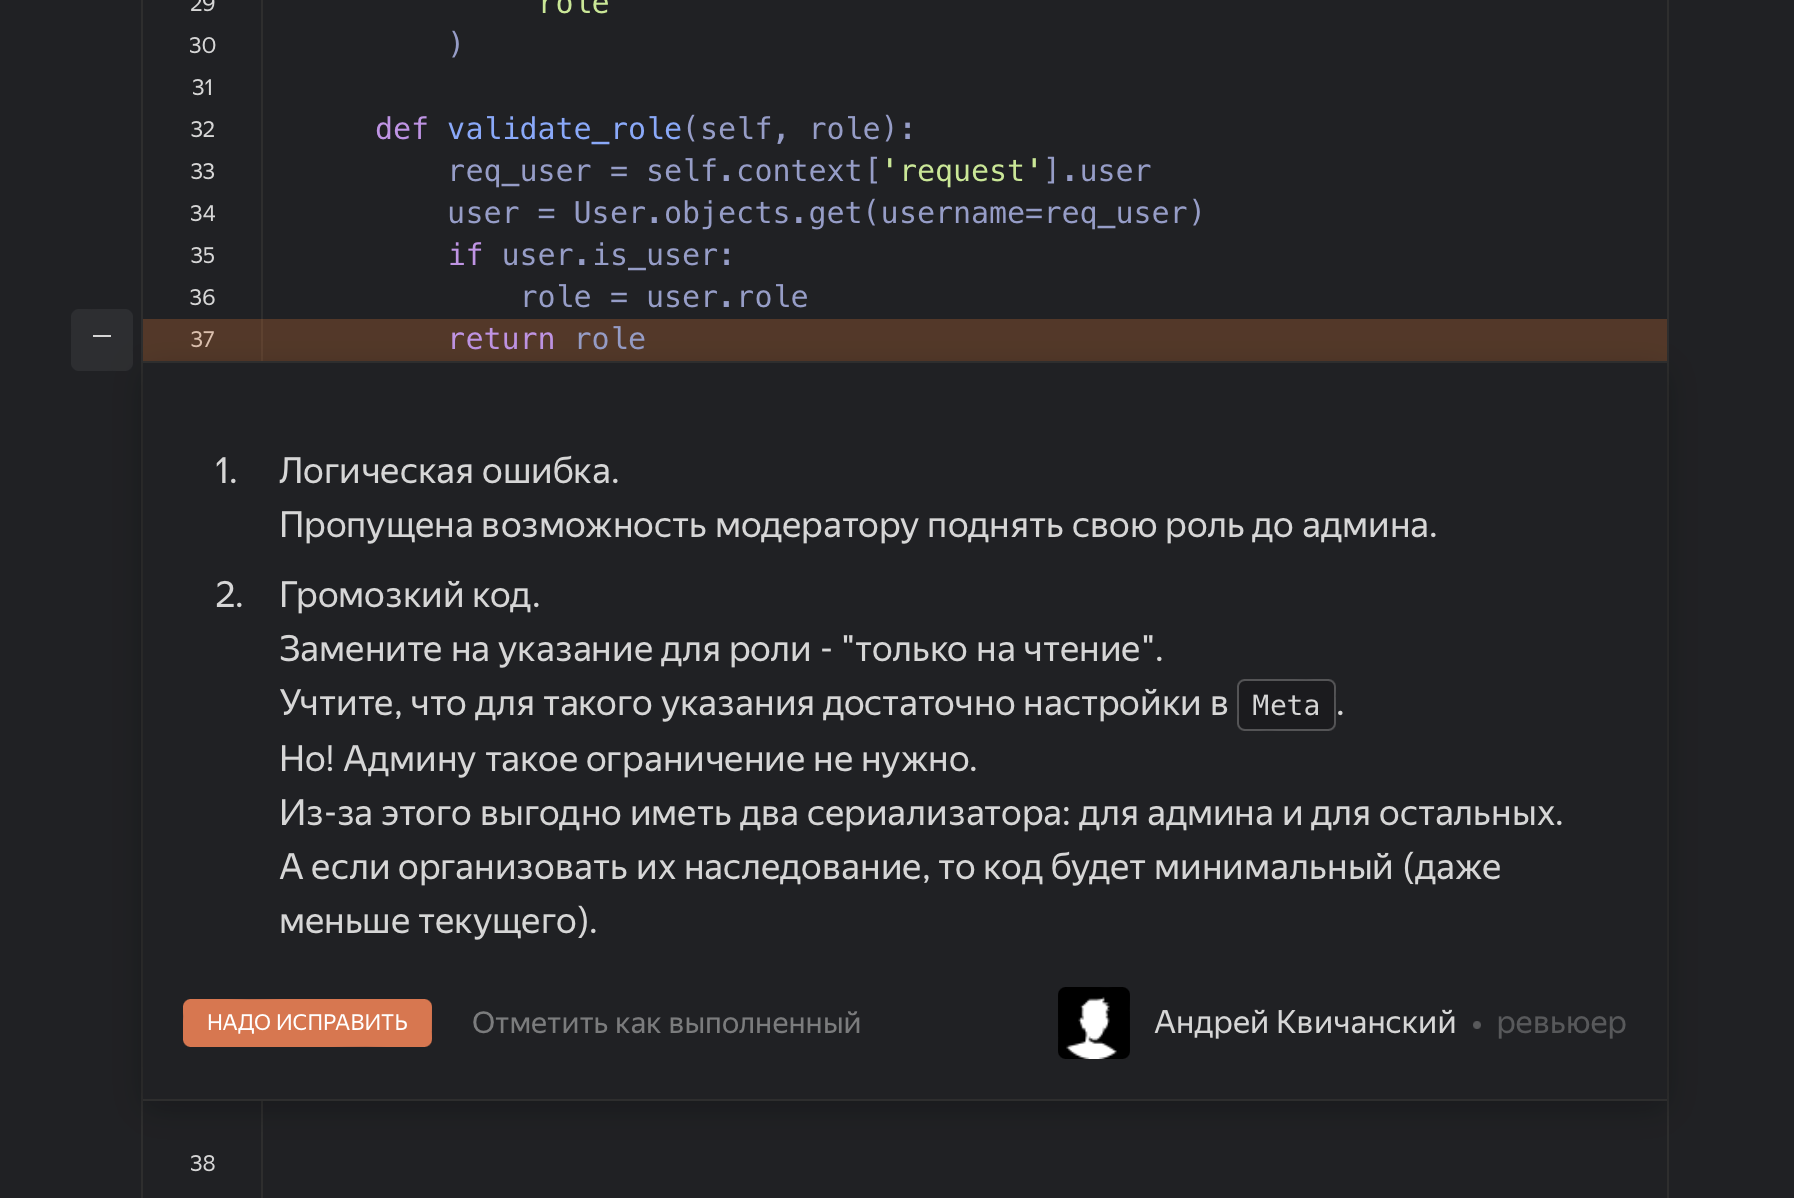 29 role
30 )
31
32 def validate_role(self, role):
33 req_user = self.context['request'].user
34 user = User.objects.get(username=req_user)
35 if user.is_user:
36 role = user.role
37 return role
1. Логическая ошибка.
Пропущена возможность модератору поднять свою роль до админа.
2. Громозкий код.
Замените на указание для роли - "только на чтение".
Учтите, что для такого указания достаточно настройки в Meta.
Но! Админу такое ограничение не нужно.
Из-за этого выгодно иметь два сериализатора: для админа и для остальных.
А если организовать их наследование, то код будет минимальный (даже
меньше текущего).
НАДО ИСПРАВИТЬ Отметить как выполненный Андрей Квичанский • ревьюер
38